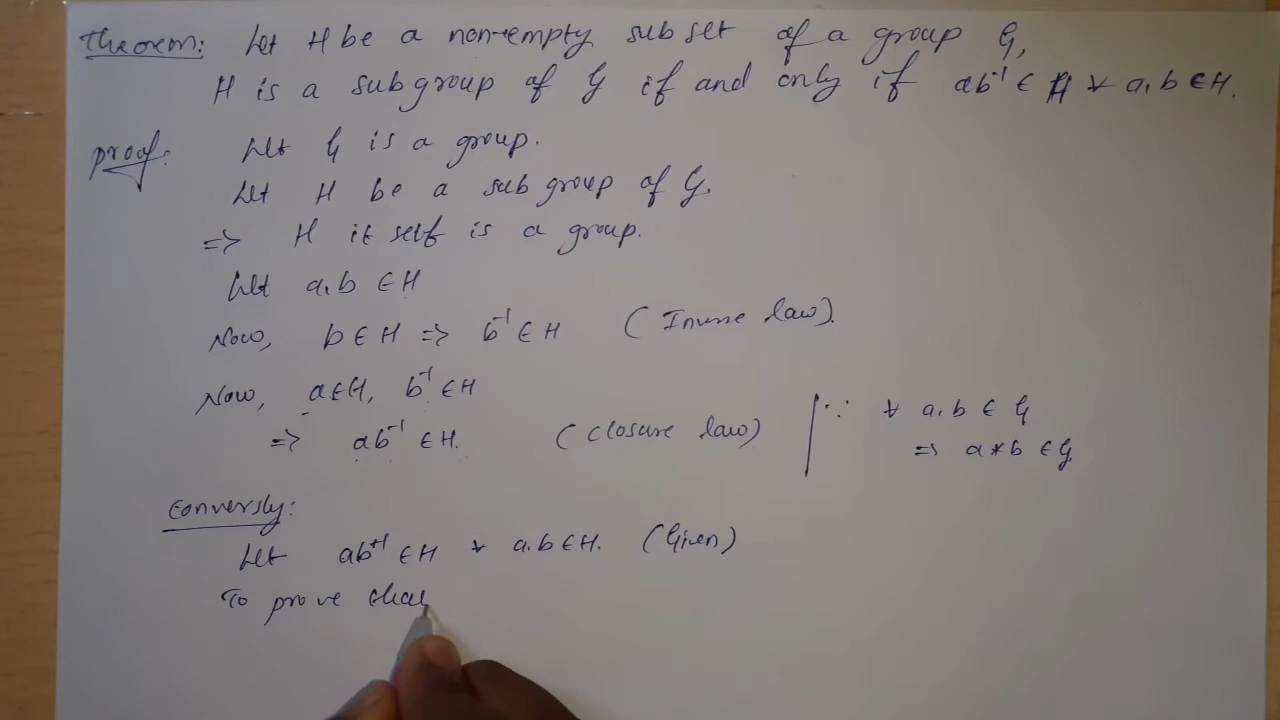 Theorem: Let H be a non-empty subset of a group G,
H is a subgroup of G if and only if ab⁻¹ ∈ H ∀ a,b ∈ H.
proof: Let G is a group.
Let H be a sub group of G.
=> H it self is a group.
Let a,b ∈ H
Now, b ∈ H => b⁻¹ ∈ H (Inverse law).
Now, a ∈ H, b⁻¹ ∈ H
=> ab⁻¹ ∈ H. (closure law)
∵ ∀ a,b ∈ G
=> a * b ∈ G
Conversly:
Let ab⁻¹ ∈ H ∀ a,b ∈ H. (Given)
To prove that